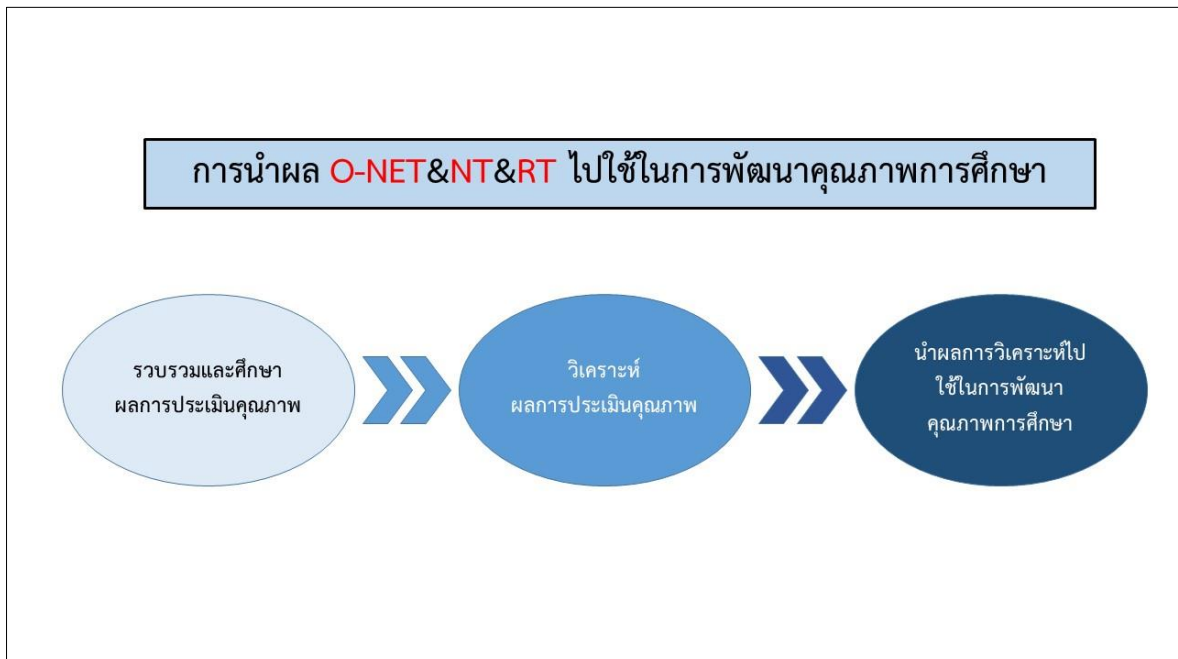 การนำผล O-NET&NT&RT ไปใช้ในการพัฒนาคุณภาพการศึกษา
รวบรวมและศึกษา
ผลการประเมินคุณภาพ
วิเคราะห์
ผลการประเมินคุณภาพ
นำผลการวิเคราะห์ไป
ใช้ในการพัฒนา
คุณภาพการศึกษา